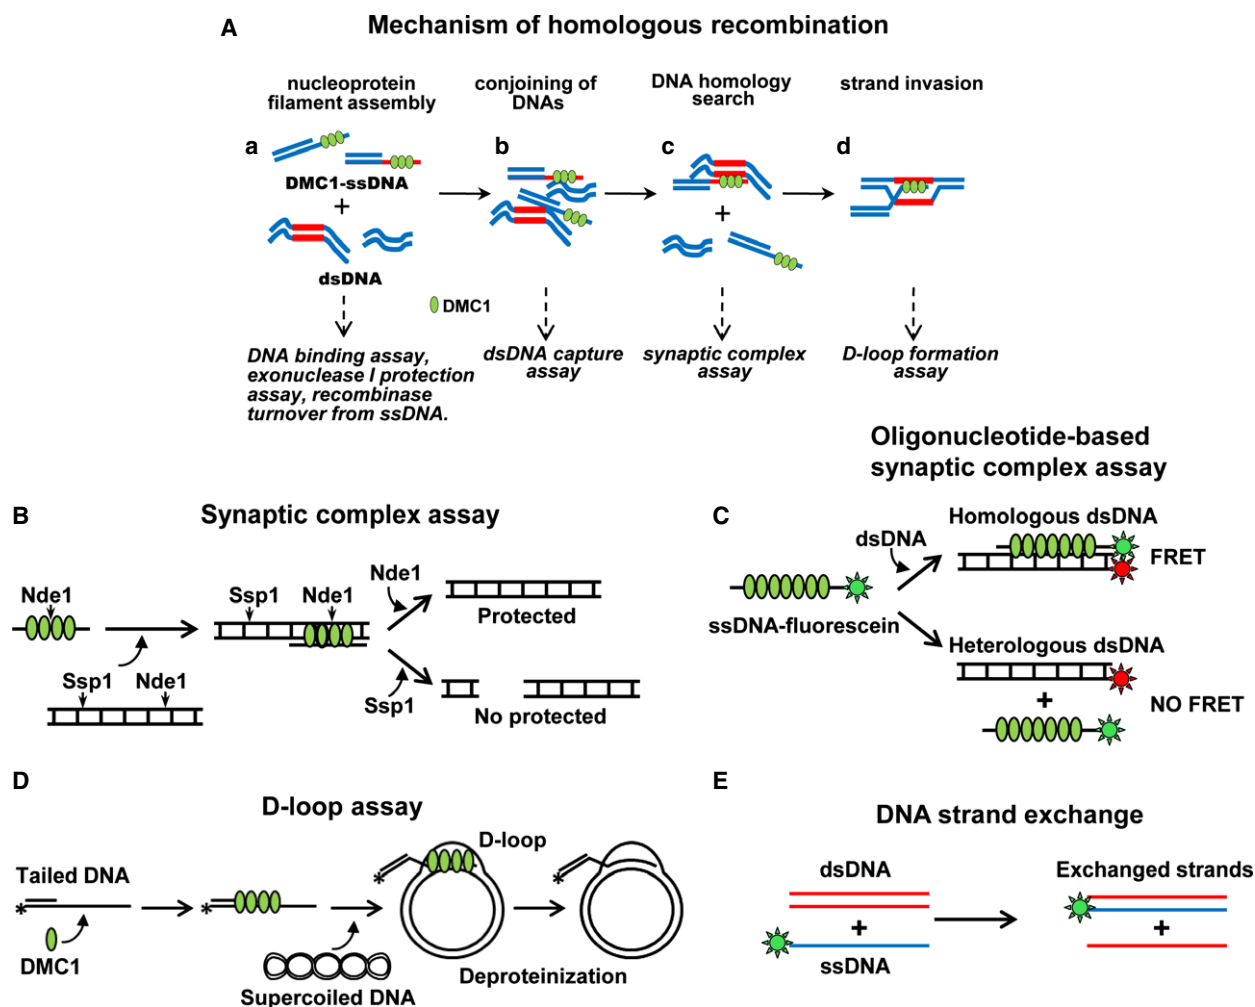 A
Mechanism of homologous recombination
nucleoprotein
filament assembly
conjoining of
DNAs
DNA homology
search
strand invasion
a
b
c
d
DMC1-ssDNA
+
dsDNA
+
DMC1
DNA binding assay,
exonuclease I protection
assay, recombinase
turnover from ssDNA.
dsDNA capture
assay
synaptic complex
assay
D-loop formation
assay
B
Synaptic complex assay
Nde1
Ssp1
Nde1
Ssp1
Nde1
Nde1
Protected
Ssp1
No protected
Oligonucleotide-based
synaptic complex assay
C
Homologous dsDNA
dsDNA
FRET
ssDNA-fluorescein
Heterologous dsDNA
+
NO FRET
D
D-loop assay
Tailed DNA
*
DMC1
*
Supercoiled DNA
*
D-loop
Deproteinization
*
E
DNA strand exchange
dsDNA
+
ssDNA
Exchanged strands
+